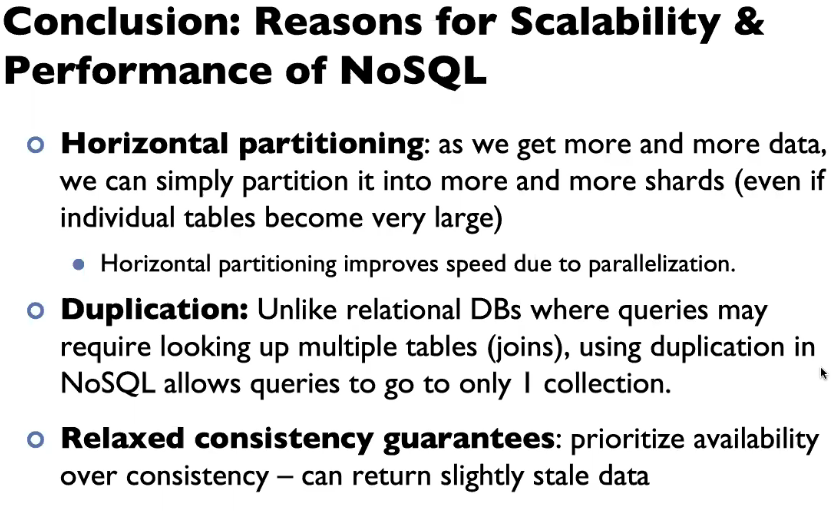 Conclusion: Reasons for Scalability &
Performance of NoSQL
Horizontal partitioning: as we get more and more data,
we can simply partition it into more and more shards (even if
individual tables become very large)
Horizontal partitioning improves speed due to parallelization.
Duplication: Unlike relational DBs where queries may
require looking up multiple tables (joins), using duplication in
NoSQL allows queries to go to only 1 collection.
Relaxed consistency guarantees: prioritize availability
over consistency – can return slightly stale data